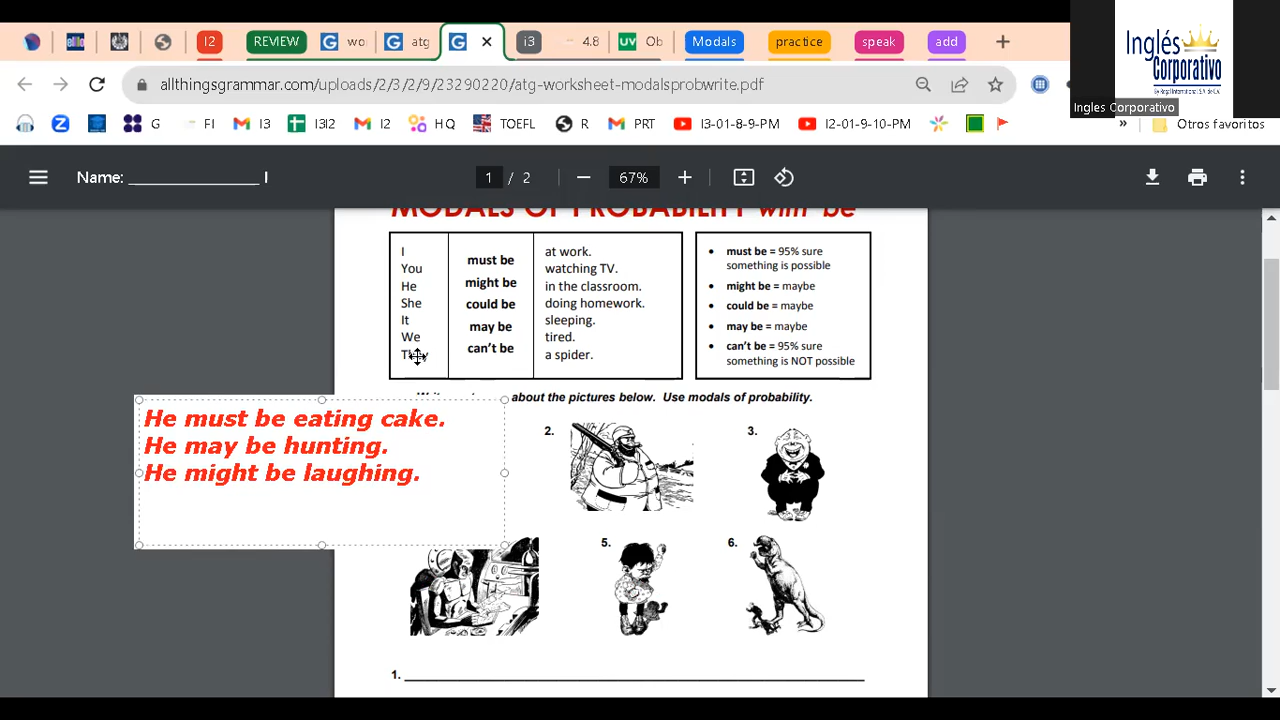 I2
REVIEW
wo
atg
i3
4.8
Ob
Modals
practice
speak
add
allthingsgrammar.com/uploads/2/3/2/9/23290220/atg-worksheet-modalsprobwrite.pdf
Inglés
Corporativo
Ingles Corporativo
G
FI
I3
I3I2
I2
HQ
TOEFL
R
PRT
I3-01-8-9-PM
I2-01-9-10-PM
Otros favoritos
Name: _______________ I
1 / 2
67%
MODALS OF PROBABILITY with 'be'
I
You
He
She
It
We
They
must be
might be
could be
may be
can't be
at work.
watching TV.
in the classroom.
doing homework.
sleeping.
tired.
a spider.
• must be = 95% sure
something is possible
• might be = maybe
• could be = maybe
• may be = maybe
• can't be = 95% sure
something is NOT possible
about the pictures below. Use modals of probability.
He must be eating cake.
He may be hunting.
He might be laughing.
2.
3.
5.
6.
1.